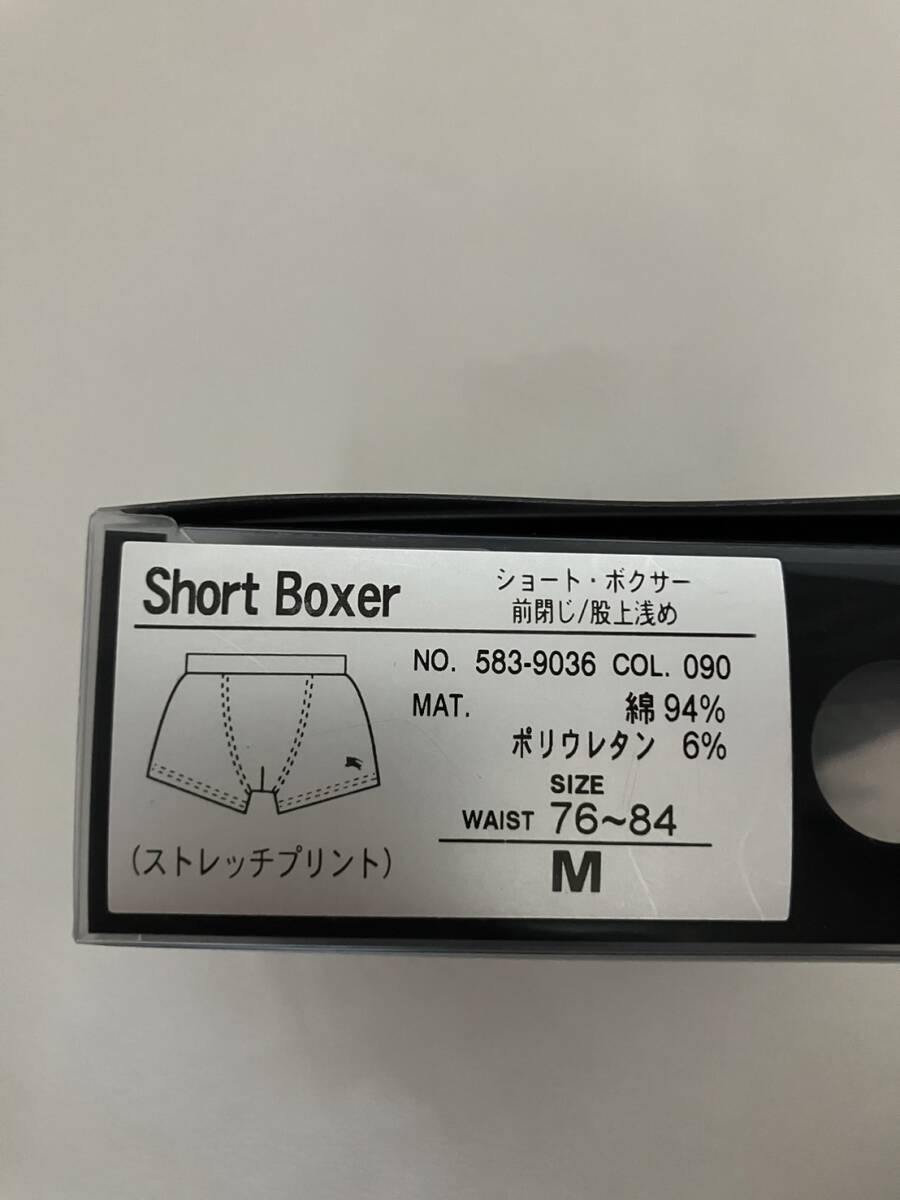 Short Boxer
ショート・ボクサー
前閉じ/股上浅め
NO. 583-9036 COL. 090
MAT. 綿 94%
ポリウレタン 6%
SIZE
WAIST 76~84
M
(ストレッチプリント)